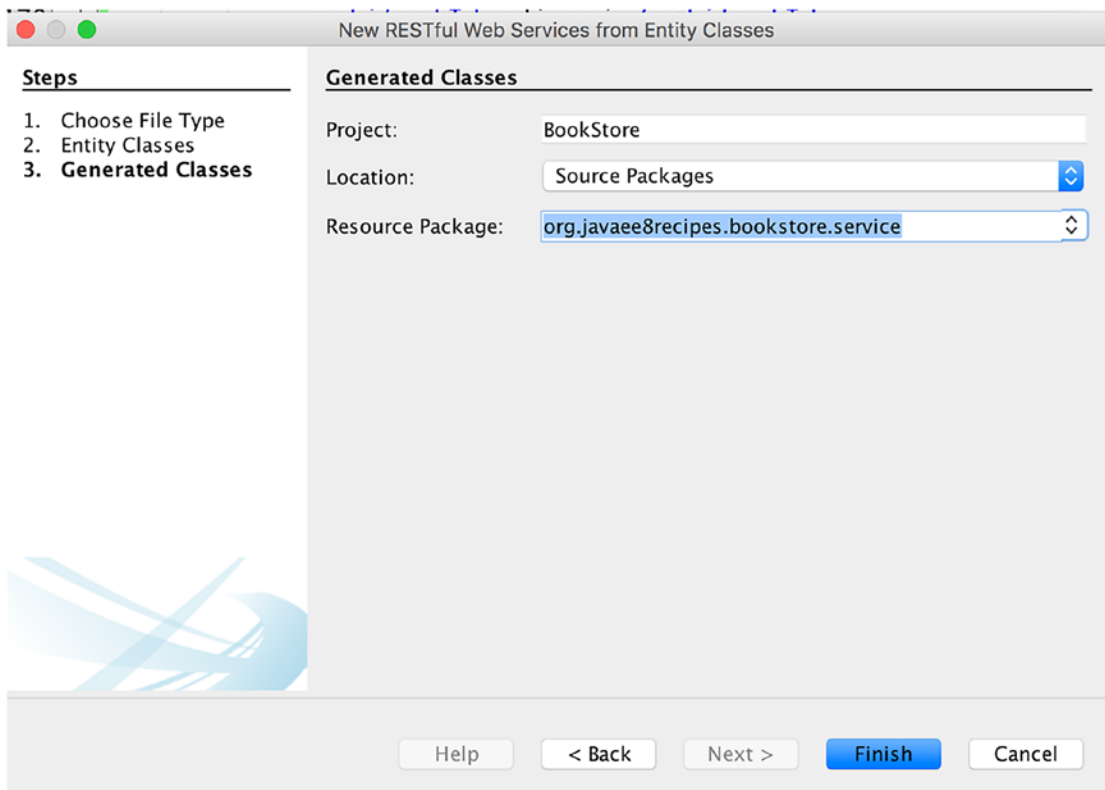 New RESTful Web Services from Entity Classes
Steps
1. Choose File Type
2. Entity Classes
3. Generated Classes
Generated Classes
Project: BookStore
Location: Source Packages
Resource Package: org.javaee8recipes.bookstore.service
Help < Back Next > Finish Cancel